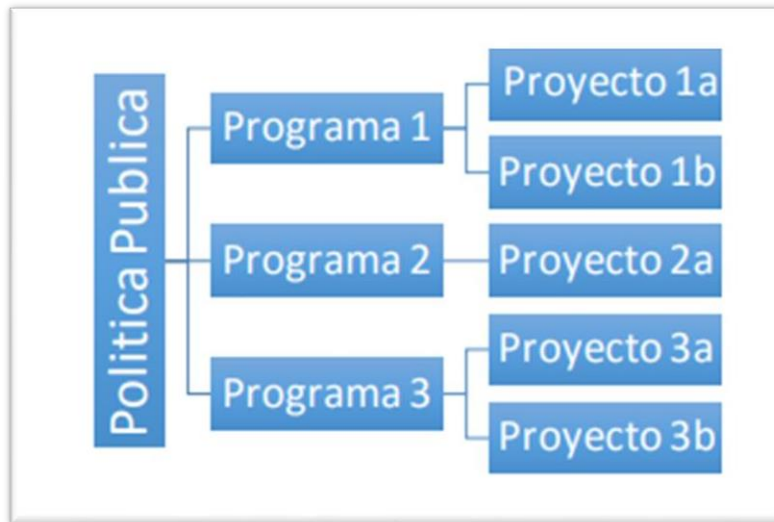 Politica Publica
Programa 1
Proyecto 1a
Proyecto 1b
Programa 2
Proyecto 2a
Programa 3
Proyecto 3a
Proyecto 3b